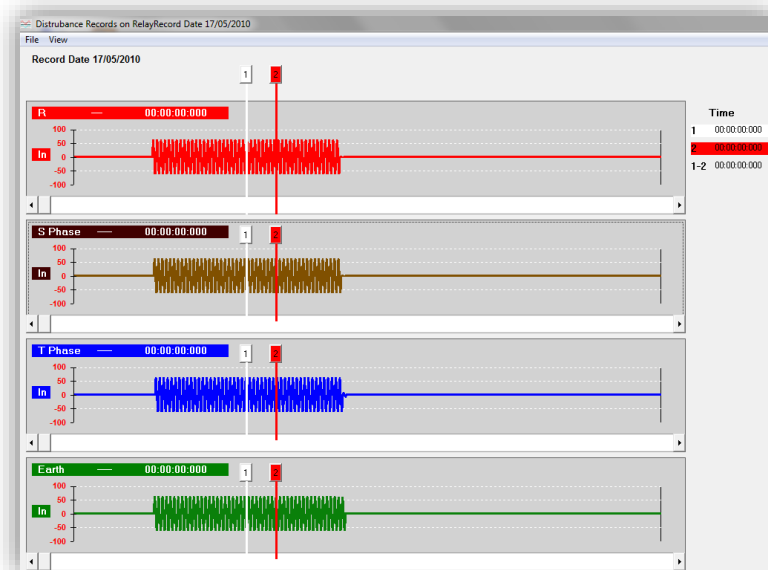 Distrubance Records on RelayRecord Date 17/05/2010
File View
Record Date 17/05/2010
1 2
R — 00:00:00:000
100
50
In 0
-50
-100
Time
1 00:00:00:000
2 00:00:00:000
1-2 00:00:00:000
S Phase — 00:00:00:000 1 2
100
50
In 0
-50
-100
T Phase — 00:00:00:000 1 2
100
50
In 0
-50
-100
Earth — 00:00:00:000 1 2
100
50
In 0
-50
-100